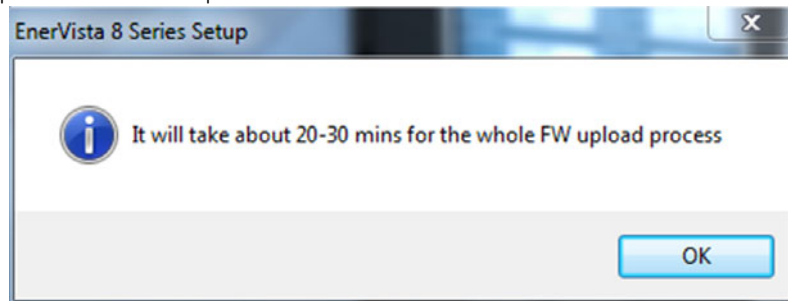 EnerVista 8 Series Setup
It will take about 20-30 mins for the whole FW upload process
OK